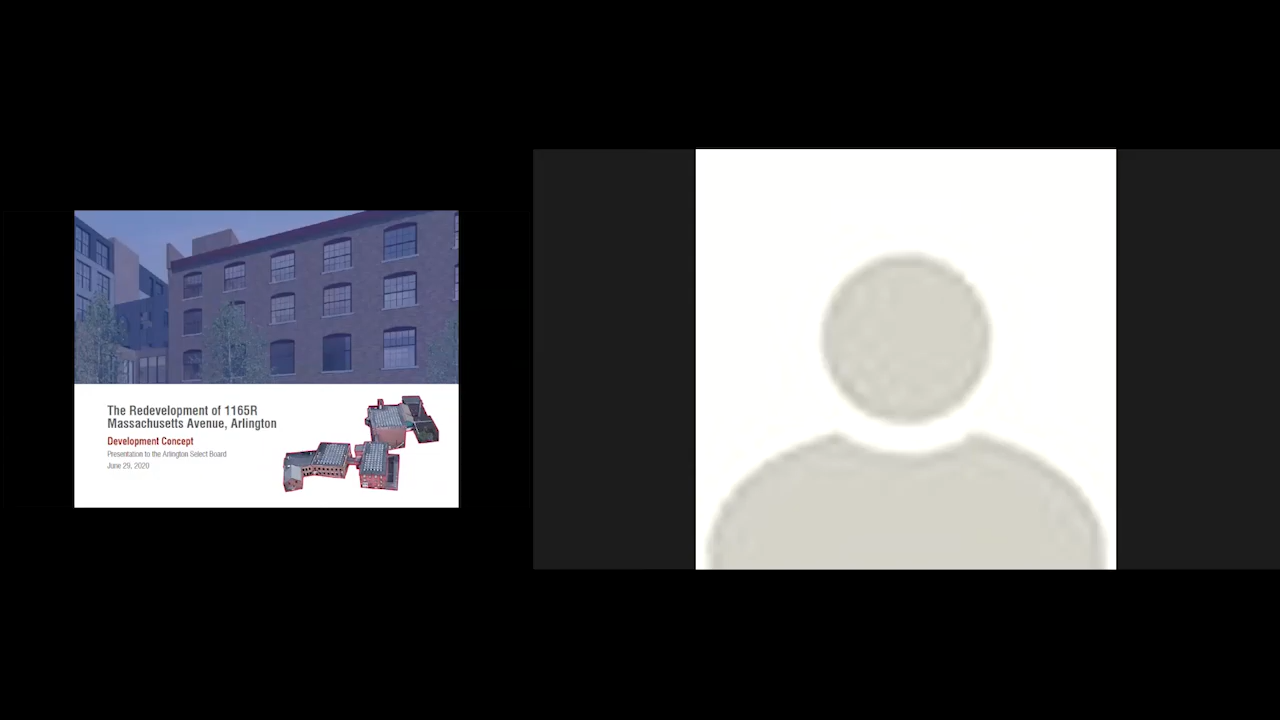 The Redevelopment of 1165R
Massachusetts Avenue, Arlington
Development Concept
Presentation to the Arlington Select Board
June 29, 2020